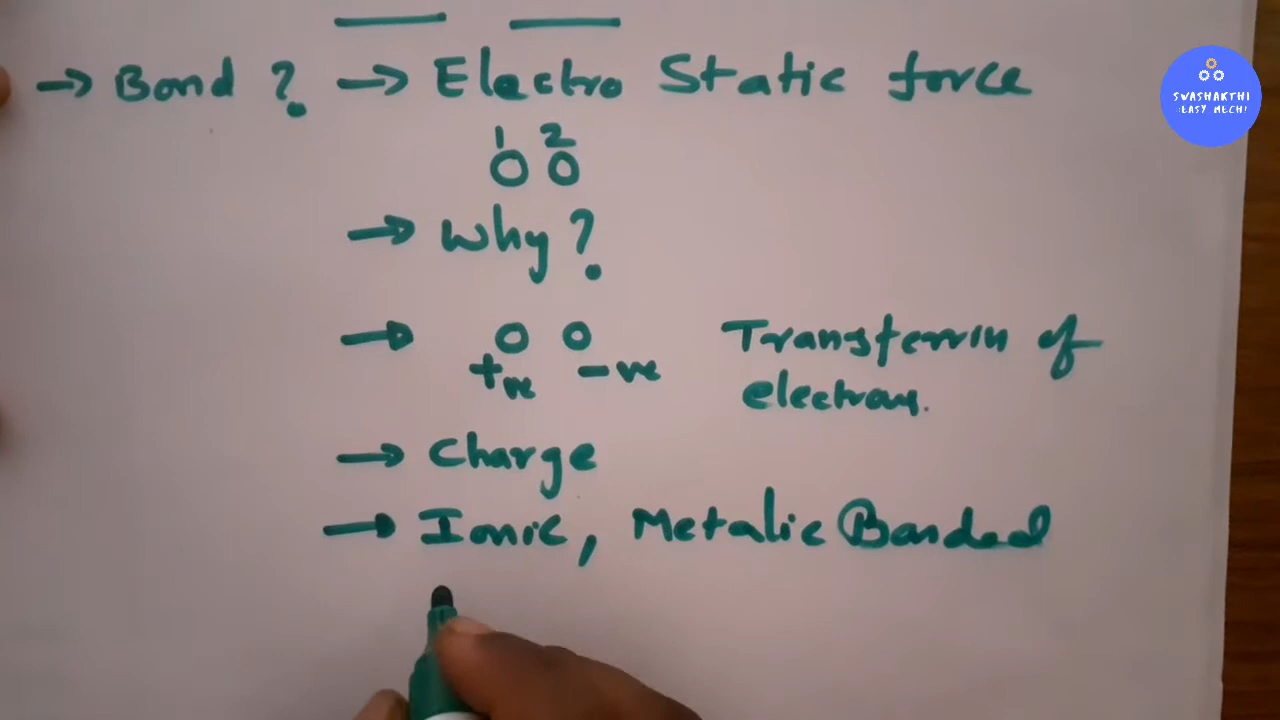 → Bond ? → Electro Static force
1 2
→ Why ?
→ +ve -ve Transferrin of
electrons.
→ Charge
→ Ionic, Metalic Bonded
SWASHAKTHI
:EASY MECH!